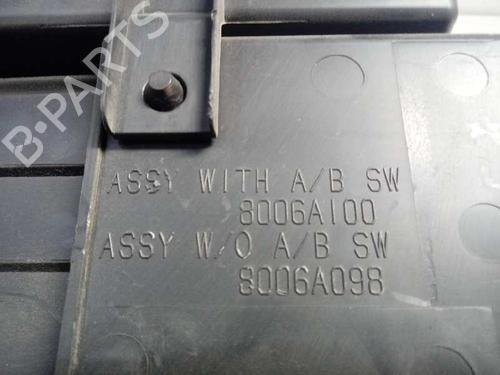 B-PARTS
ASSY WITH A/B SW
8006A100
ASSY W/O A/B SW
8006A098